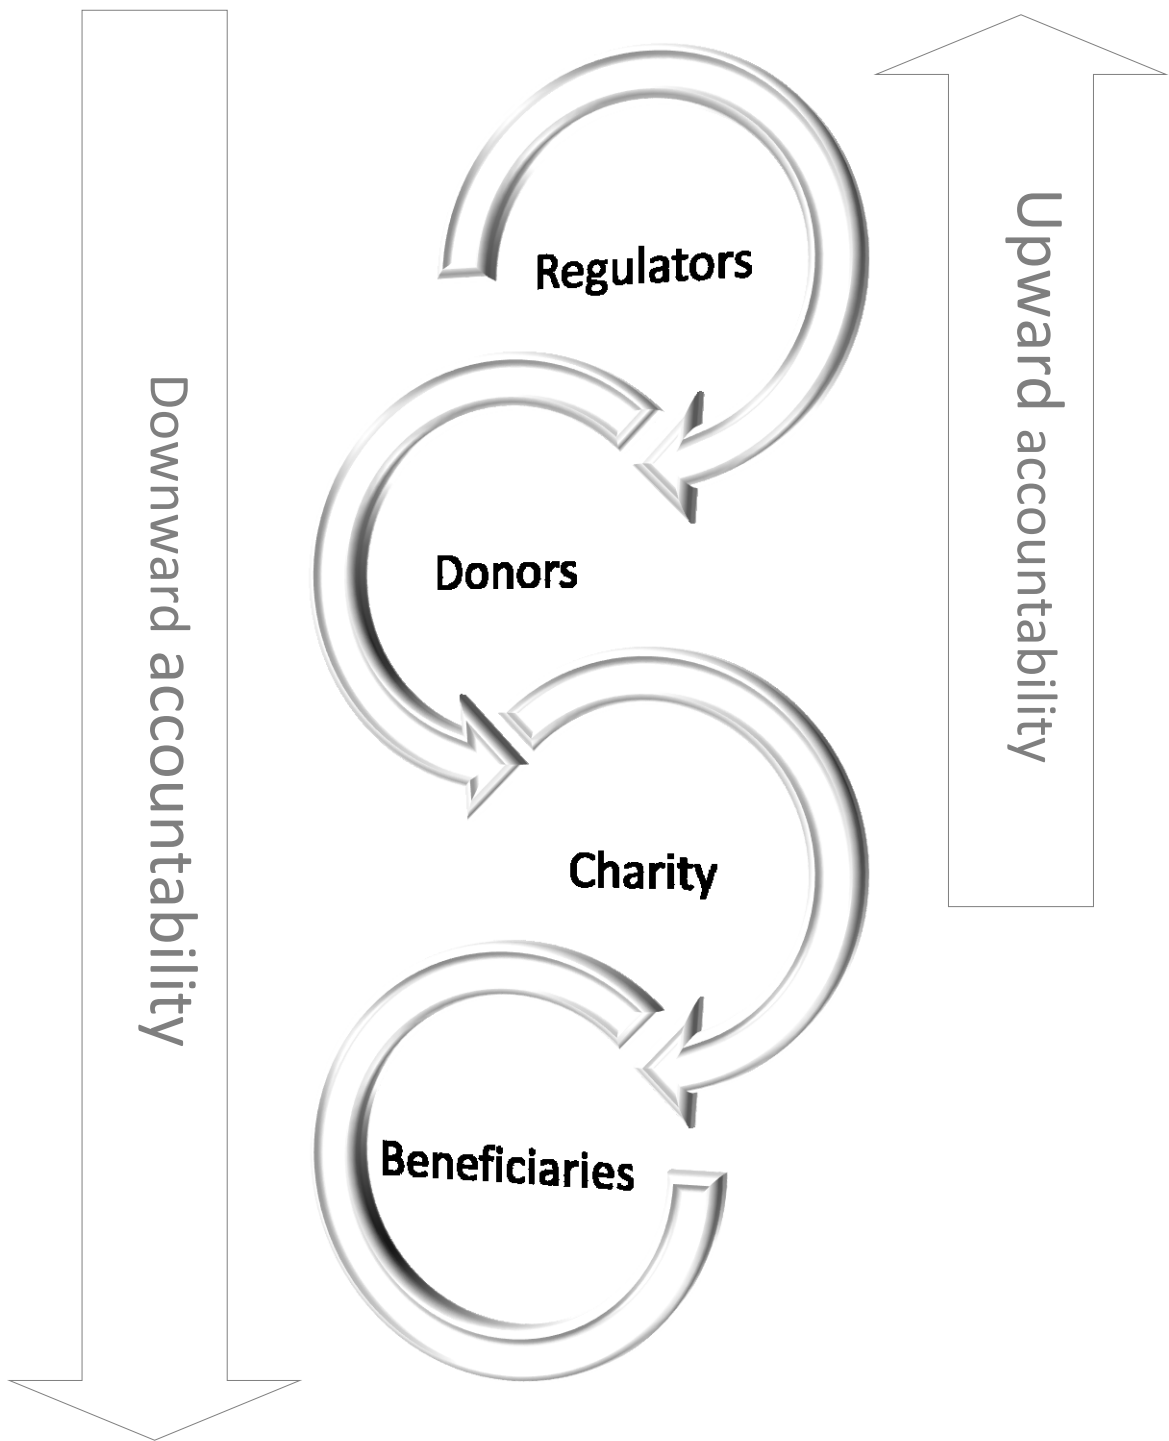 Downward accountability
Regulators
Donors
Charity
Beneficiaries
Upward accountability